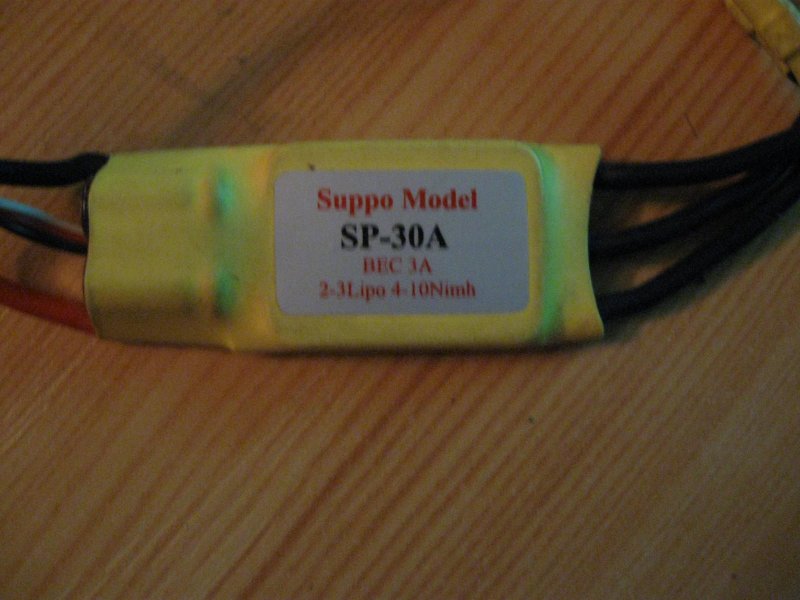 Suppo Model
SP-30A
BEC 3A
2-3Lipo 4-10Nimh